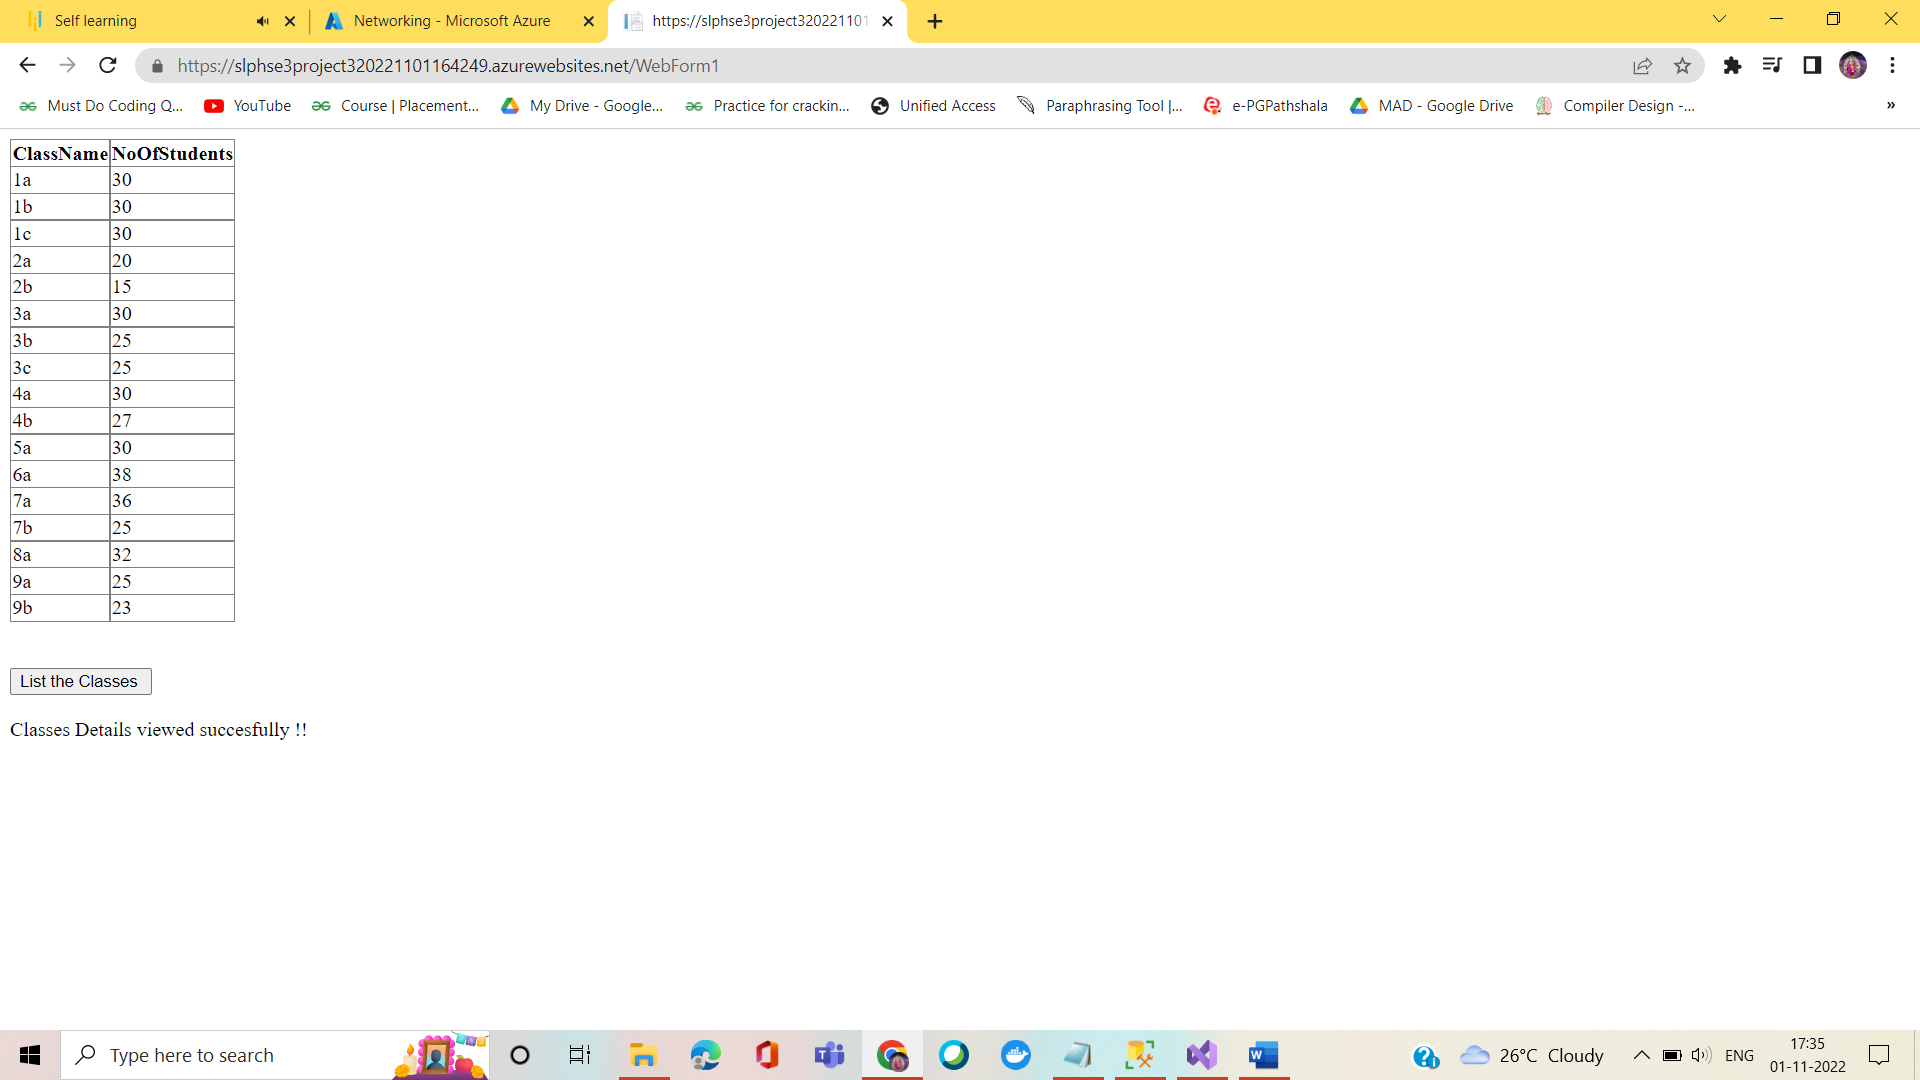 Self learning
Networking - Microsoft Azure
https://slphse3project320221101
https://slphse3project320221101164249.azurewebsites.net/WebForm1
Must Do Coding Q... YouTube Course | Placement... My Drive - Google... Practice for crackin... Unified Access Paraphrasing Tool |... e-PGPathshala MAD - Google Drive Compiler Design -... »
ClassName NoOfStudents
1a 30
1b 30
1c 30
2a 20
2b 15
3a 30
3b 25
3c 25
4a 30
4b 27
5a 30
6a 38
7a 36
7b 25
8a 32
9a 25
9b 23
List the Classes
Classes Details viewed succesfully !!
Type here to search
26°C Cloudy
ENG
17:35
01-11-2022